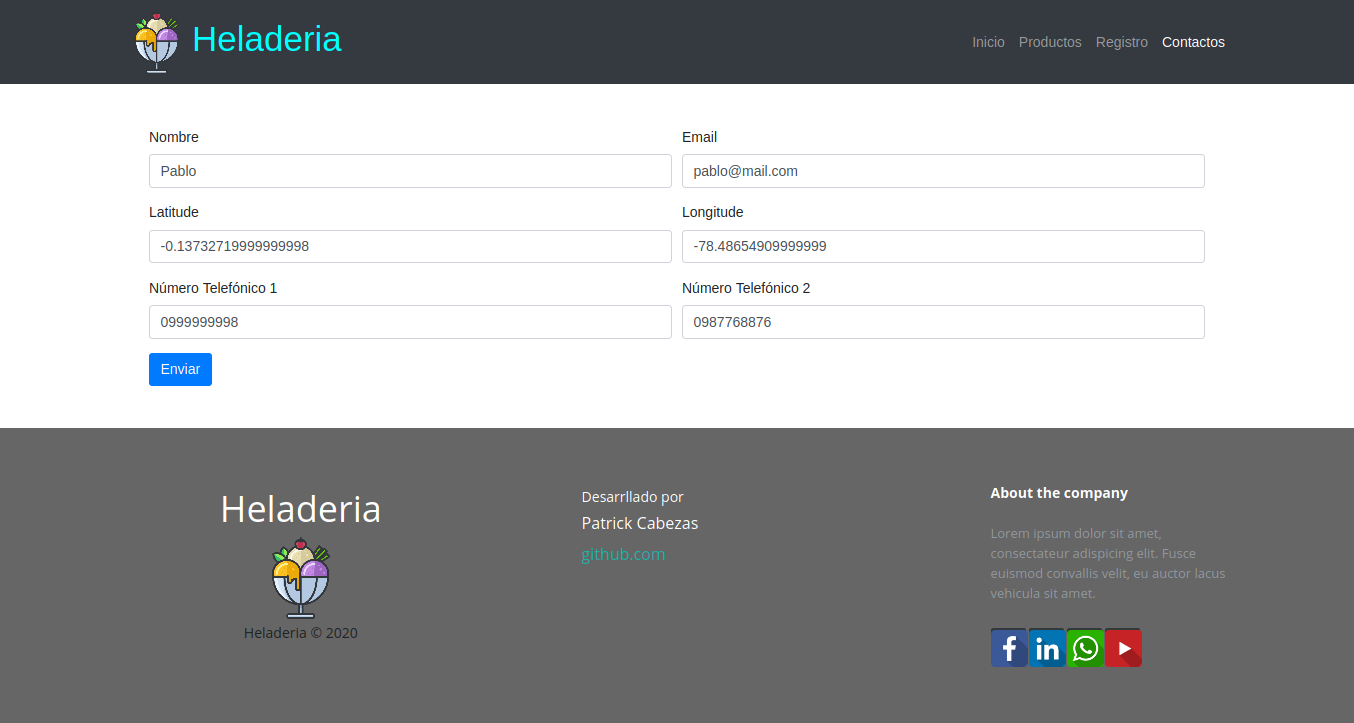 Heladeria
Inicio Productos Registro Contactos
Nombre
Email
Pablo
pablo@mail.com
Latitude
Longitude
-0.13732719999999998
-78.48654909999999
Número Telefónico 1
Número Telefónico 2
0999999998
0987768876
Enviar
Heladeria
Heladeria © 2020
Desarrllado por
Patrick Cabezas
github.com
About the company
Lorem ipsum dolor sit amet,
consectateur adispicing elit. Fusce
euismod convallis velit, eu auctor lacus
vehicula sit amet.